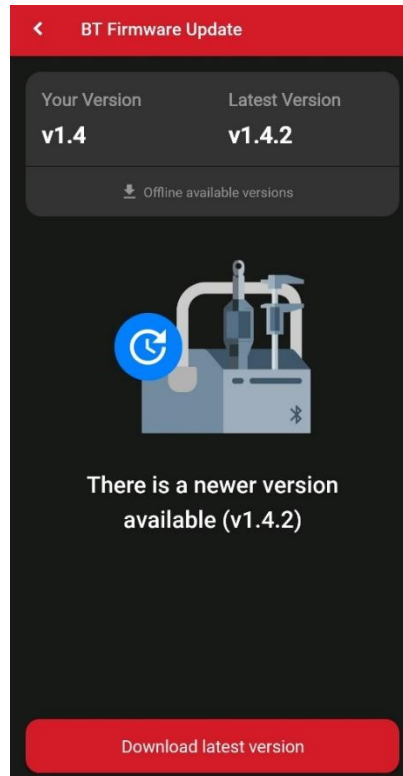 BT Firmware Update
Your Version
Latest Version
v1.4
v1.4.2
Offline available versions
There is a newer version
available (v1.4.2)
Download latest version